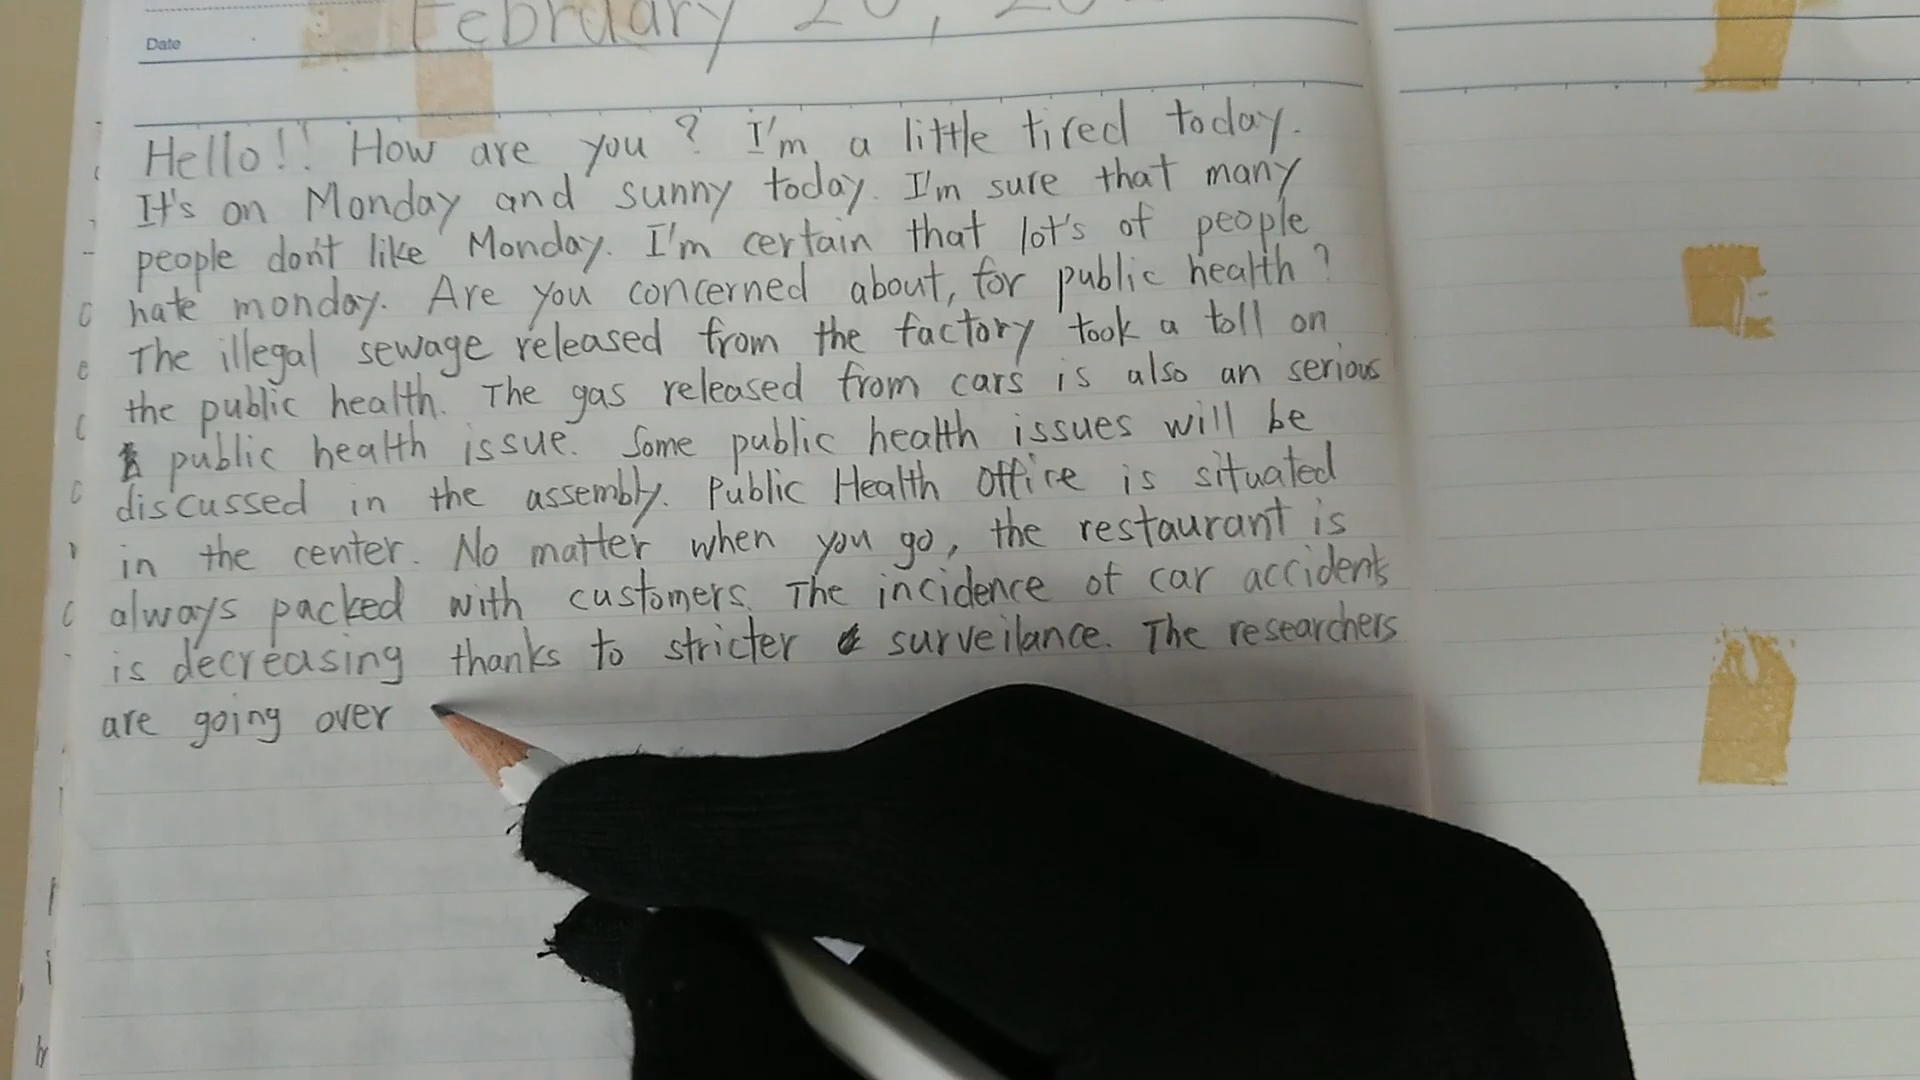 February 20, 20
Date
Hello!! How are you? I'm a little tired today.
It's on Monday and sunny today. I'm sure that many
people don't like Monday. I'm certain that lot's of people
hate monday. Are you concerned about, for public health?
The illegal sewage released from the factory took a toll on
the public health. The gas released from cars is also an serious
public health issue. Some public health issues will be
discussed in the assembly. Public Health Office is situated
in the center. No matter when you go, the restaurant is
always packed with customers. The incidence of car accidents
is decreasing thanks to stricter surveilance. The researchers
are going over